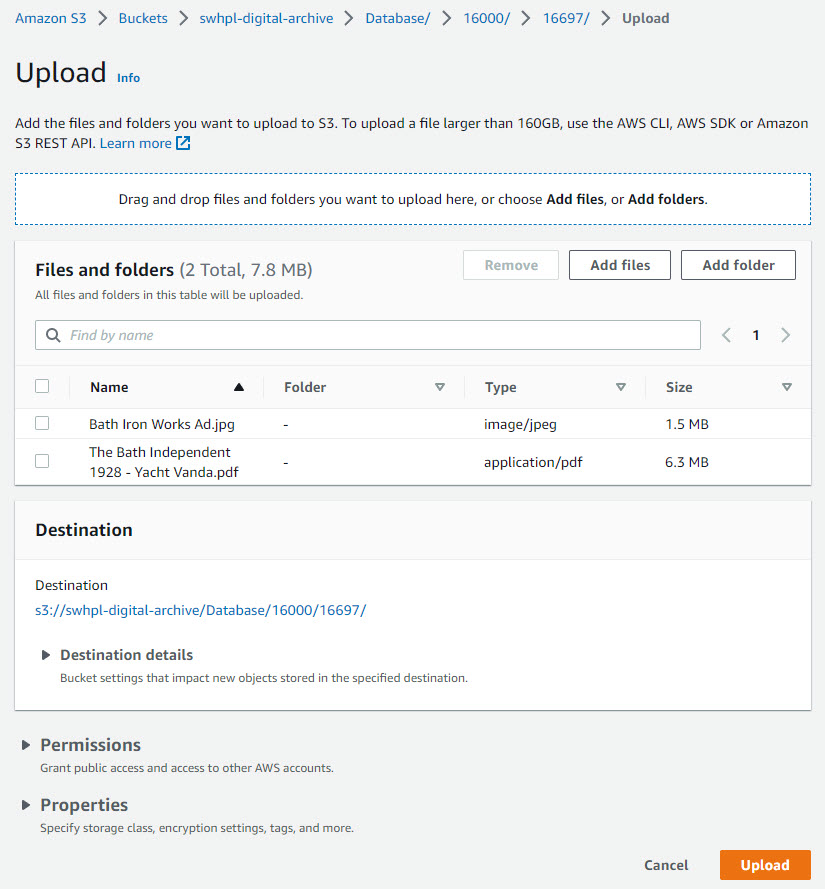 Amazon S3 > Buckets > swhpl-digital-archive > Database/ > 16000/ > 16697/ > Upload
Upload Info
Add the files and folders you want to upload to S3. To upload a file larger than 160GB, use the AWS CLI, AWS SDK or Amazon
S3 REST API. Learn more
Drag and drop files and folders you want to upload here, or choose Add files, or Add folders.
Files and folders (2 Total, 7.8 MB)
Remove
Add files
Add folder
All files and folders in this table will be uploaded.
Find by name
1
Name Folder Type Size
Bath Iron Works Ad.jpg - image/jpeg 1.5 MB
The Bath Independent
1928 - Yacht Vanda.pdf - application/pdf 6.3 MB
Destination
Destination
s3://swhpl-digital-archive/Database/16000/16697/
Destination details
Bucket settings that impact new objects stored in the specified destination.
Permissions
Grant public access and access to other AWS accounts.
Properties
Specify storage class, encryption settings, tags, and more.
Cancel Upload